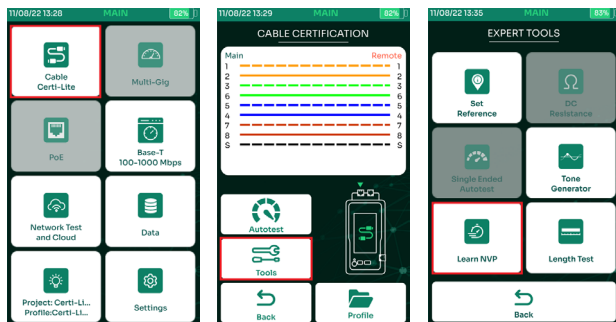 11/08/22 13:28 MAIN 82%
Cable
Certi-Lite
Multi-Gig
PoE
Base-T
100-1000 Mbps
Network Test
and Cloud
Data
Project: Certi-Li...
Profile:Certi-Li...
Settings
11/08/22 13:29 MAIN 82%
CABLE CERTIFICATION
Main Remote
1 1
2 2
3 3
6 6
5 5
4 4
7 7
8 8
S S
Autotest
Tools
Back
Profile
11/08/22 13:35 MAIN 83%
EXPERT TOOLS
Set
Reference
DC
Resistance
Single Ended
Autotest
Tone
Generator
Learn NVP
Length Test
Back